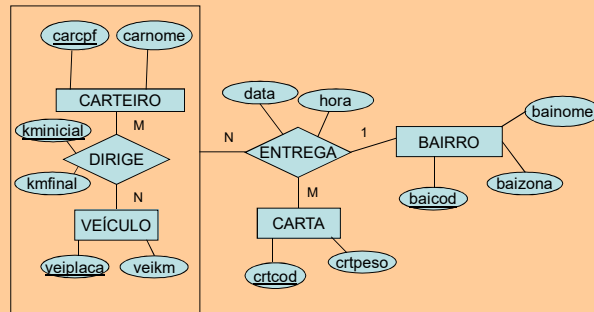 carcpf
carnome
CARTEIRO
kminicial
M
DIRIGE
kmfinal
N
VEÍCULO
veiplaca
veikm
data
hora
N
ENTREGA
1
M
CARTA
crtcod
crtpeso
BAIRRO
bainome
baizona
baicod